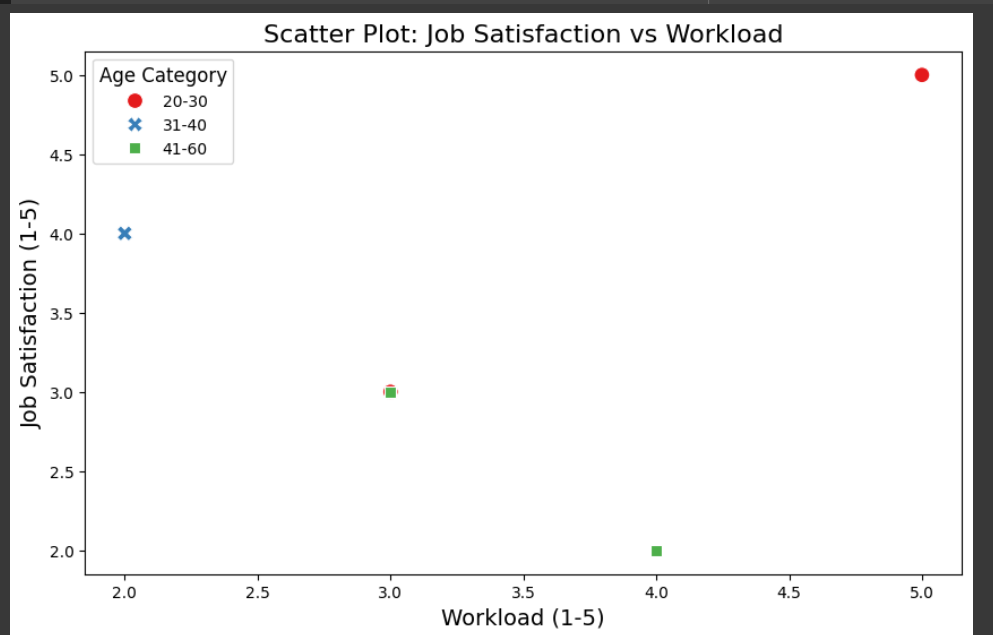 Scatter Plot: Job Satisfaction vs Workload
Age Category
20-30
31-40
41-60
Job Satisfaction (1-5)
5.0
4.5
4.0
3.5
3.0
2.5
2.0
2.0 2.5 3.0 3.5 4.0 4.5 5.0
Workload (1-5)